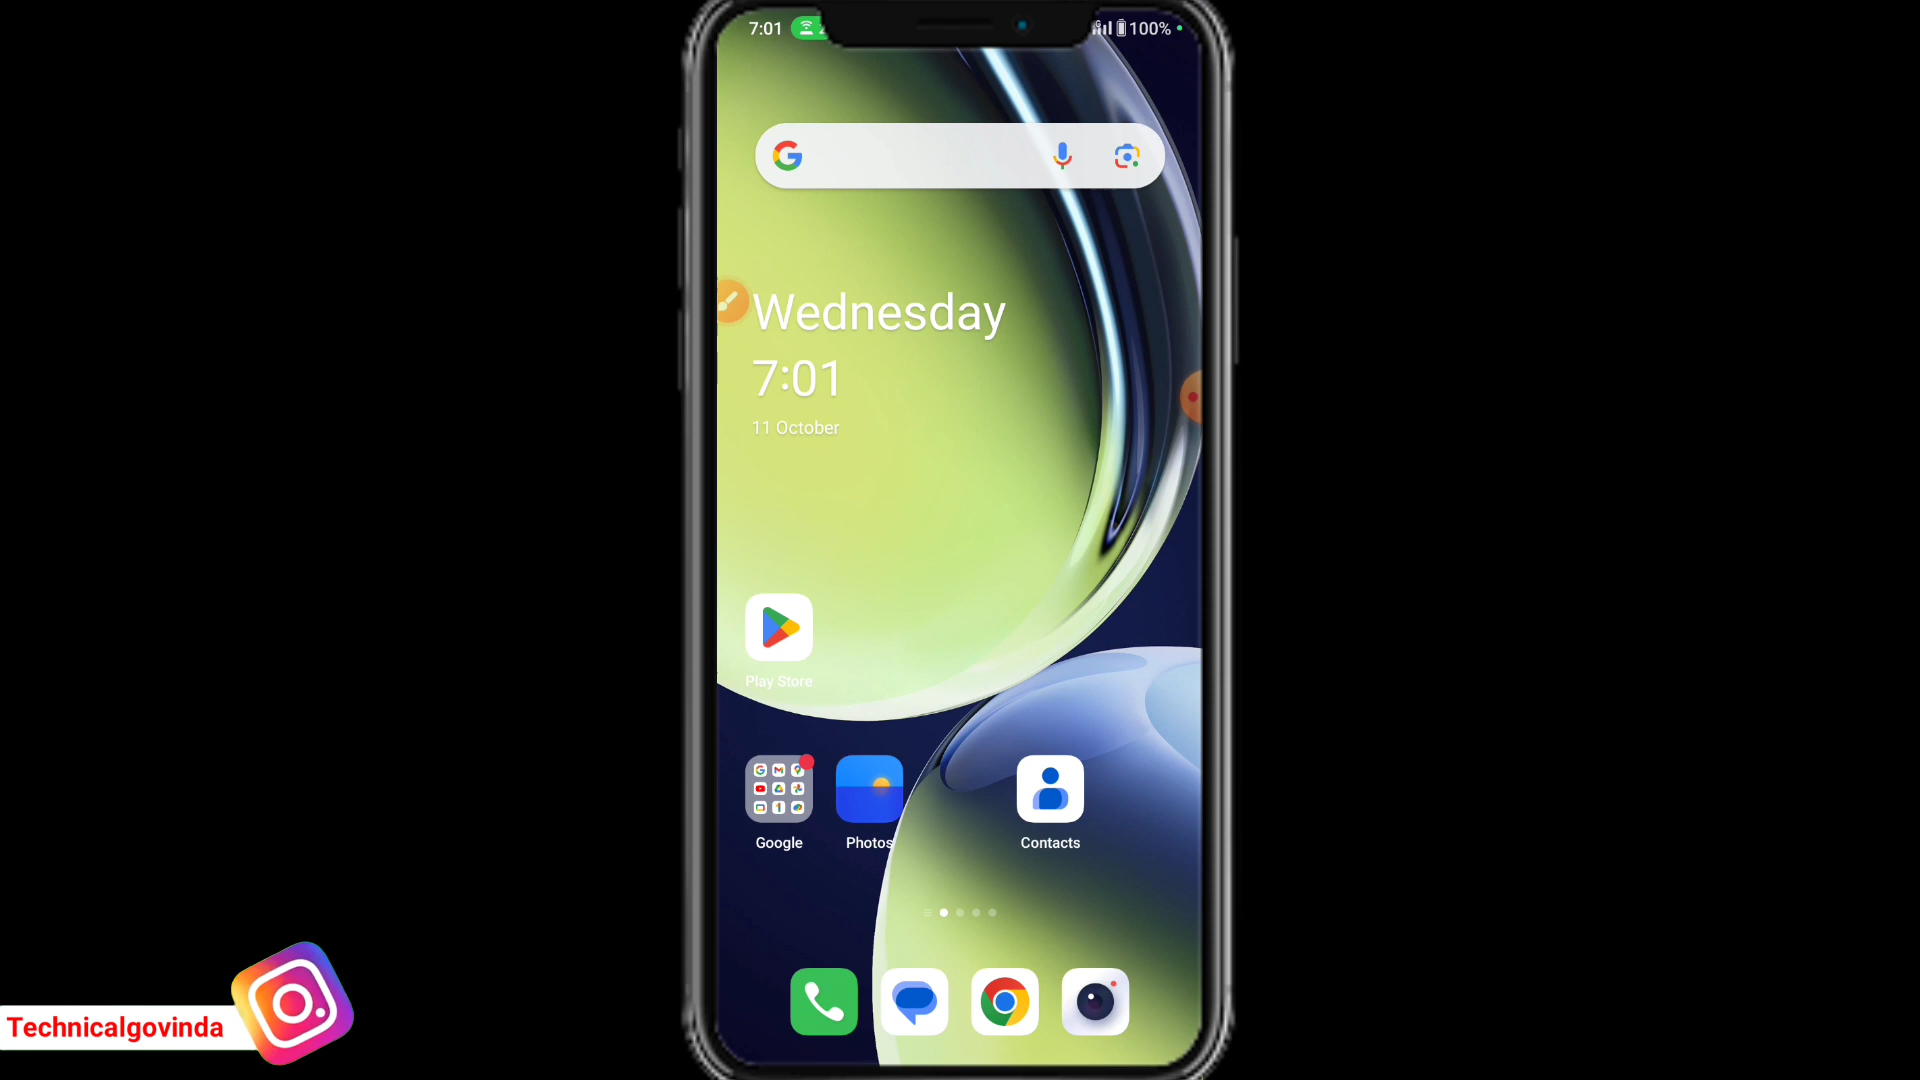 7:01
100%
Wednesday
7:01
11 October
Play Store
Google
Photos
Contacts
Technicalgovinda